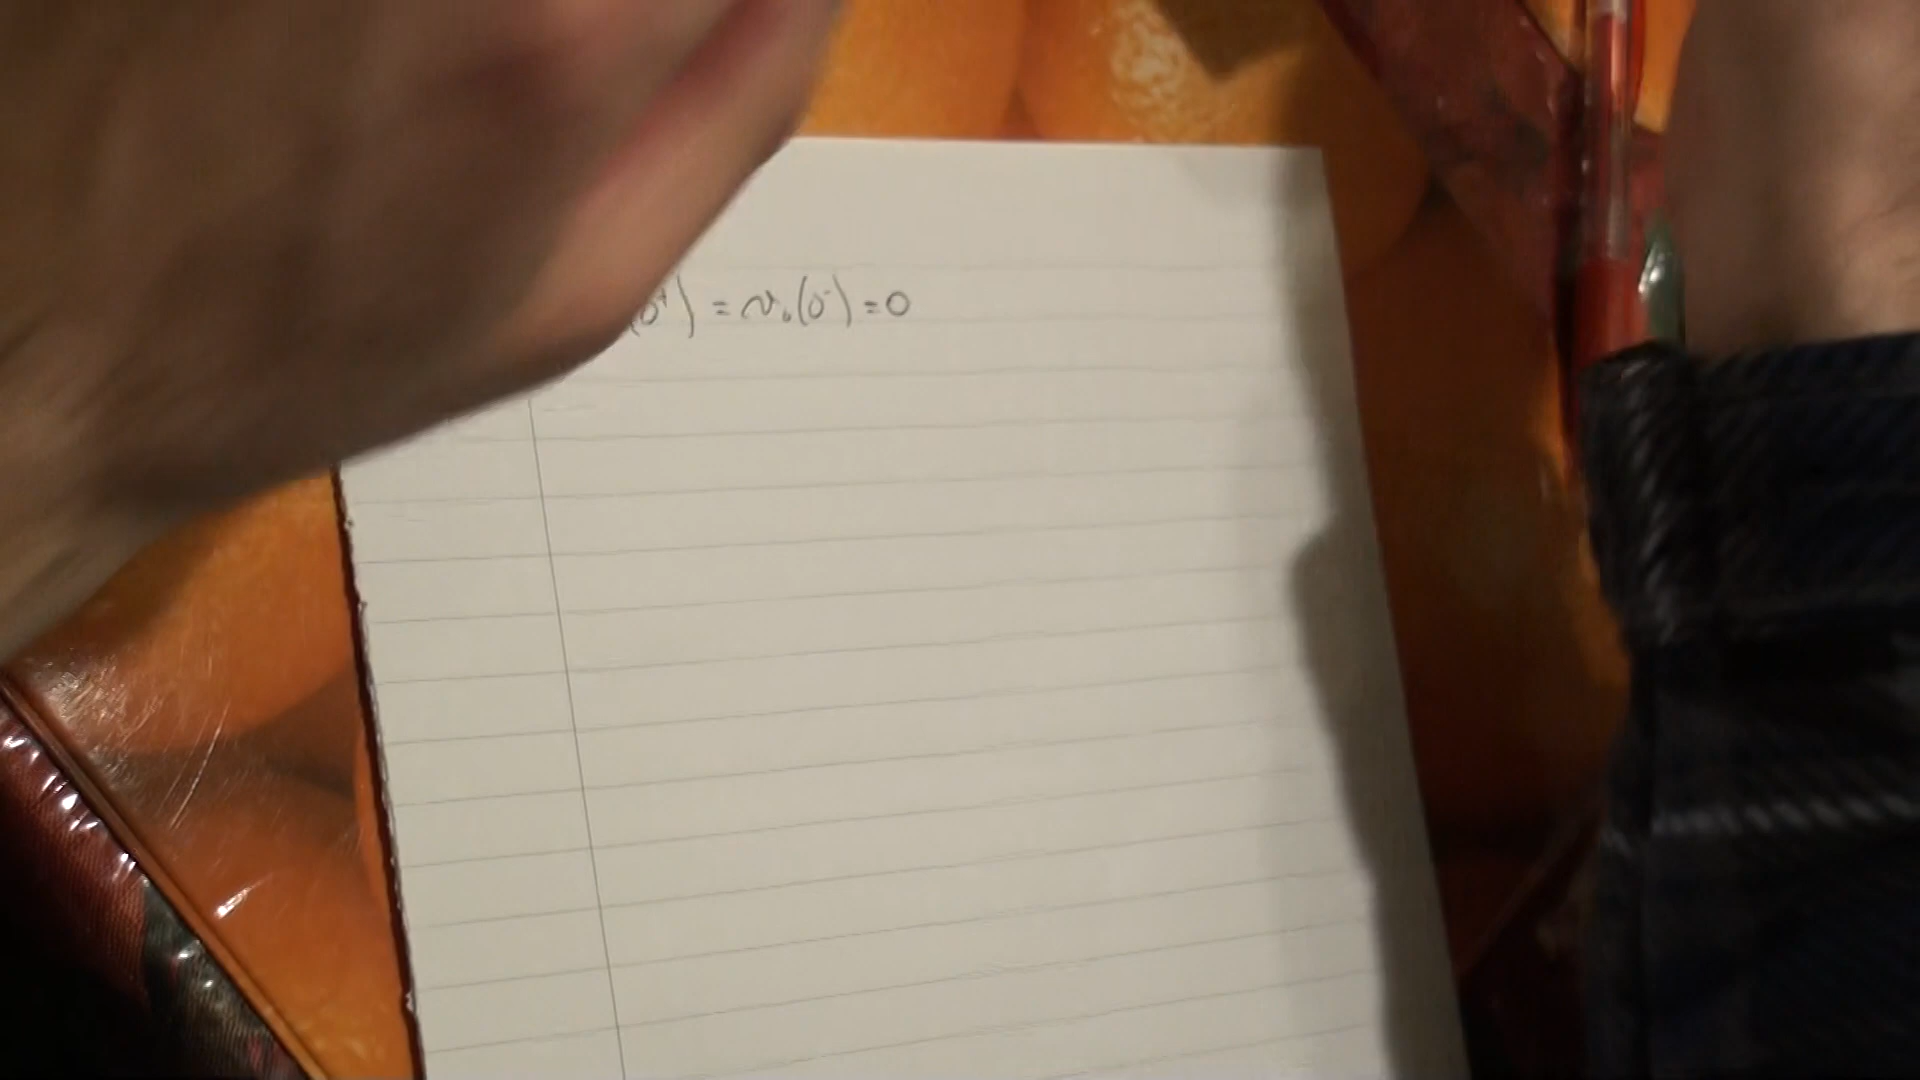 (0⁺) = v₀(0⁻) = 0